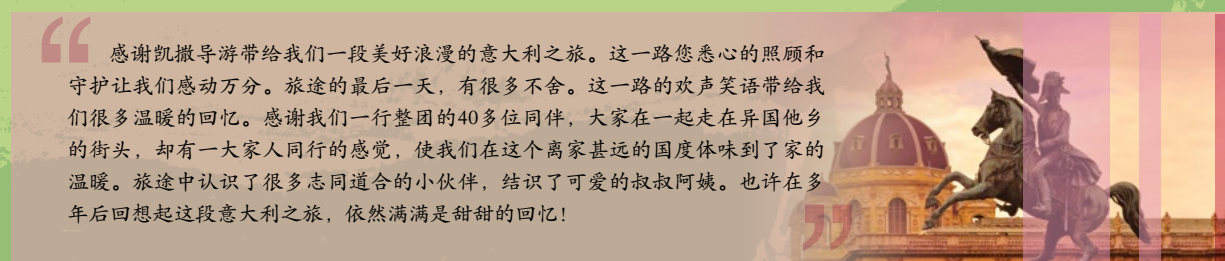 感谢凯撒导游带给我们一段美好浪漫的意大利之旅。这一路您悉心的照顾和
守护让我们感动万分。旅途的最后一天，有很多不舍。这一路的欢声笑语带给我
们很多温暖的回忆。感谢我们一行整团的40多位同伴，大家在一起走在异国他乡
的街头，却有一大家人同行的感觉，使我们在这个离家甚远的国度体味到了家的
温暖。旅途中认识了很多志同道合的小伙伴，结识了可爱的叔叔阿姨。也许在多
年后回想起这段意大利之旅，依然满满是甜甜的回忆！